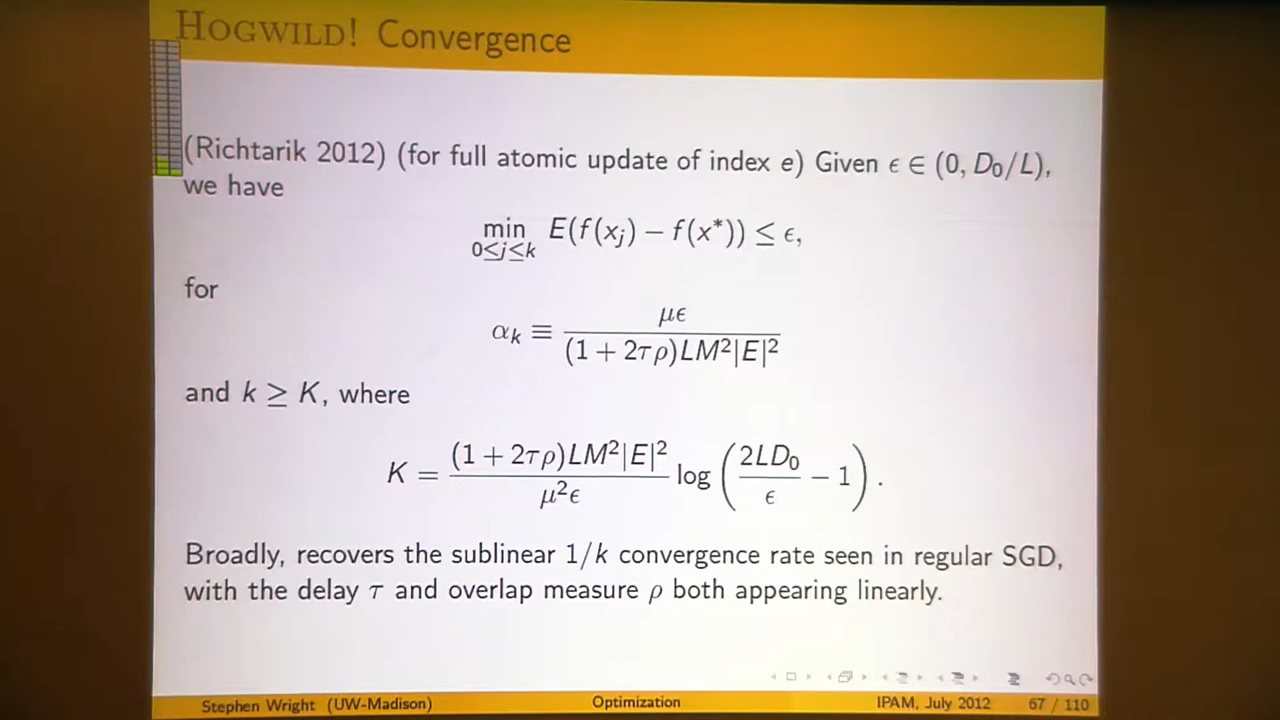 HOGWILD! Convergence
(Richtarik 2012) (for full atomic update of index e) Given ϵ ∈ (0, D₀/L),
we have
min E(f(xⱼ) − f(x*)) ≤ ϵ,
0≤j≤k
for
αₖ ≡ μϵ / (1 + 2τρ)LM²|E|²
and k ≥ K, where
K = (1 + 2τρ)LM²|E|² / μ²ϵ log (2LD₀ / ϵ − 1) .
Broadly, recovers the sublinear 1/k convergence rate seen in regular SGD,
with the delay τ and overlap measure ρ both appearing linearly.
Stephen Wright (UW-Madison) Optimization IPAM, July 2012 67 / 110